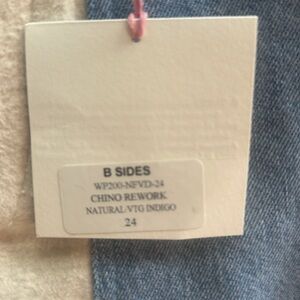 B SIDES
WP200-NFVD-24
CHINO REWORK
NATURAL/VTG INDIGO
24